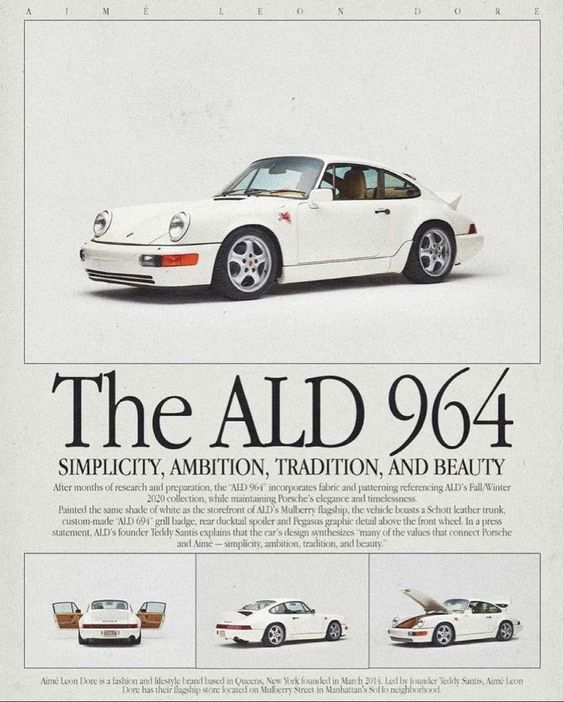 AIMÉ LEON DORE
The ALD 964
SIMPLICITY, AMBITION, TRADITION, AND BEAUTY
After months of research and preparation, the "ALD 964" incorporates fabric and patterning referencing ALD's Fall/Winter
2020 collection, while maintaining Porsche's elegance and timelessness.
Painted the same shade of white as the storefront of ALD's Mulberry flagship, the vehicle boasts a Schott leather trunk,
custom-made "ALD 694" grill badge, rear ducktail spoiler and Pegasus graphic detail above the front wheel. In a press
statement, ALD's founder Teddy Santis explains that the car's design synthesizes "many of the values that connect Porsche
and Aimé — simplicity, ambition, tradition, and beauty."
Aimé Leon Dore is a fashion and lifestyle brand based in Queens, New York founded in March 2014. Led by founder Teddy Santis, Aimé Leon
Dore has their flagship store located on Mulberry Street in Manhattan's SoHo neighborhood.